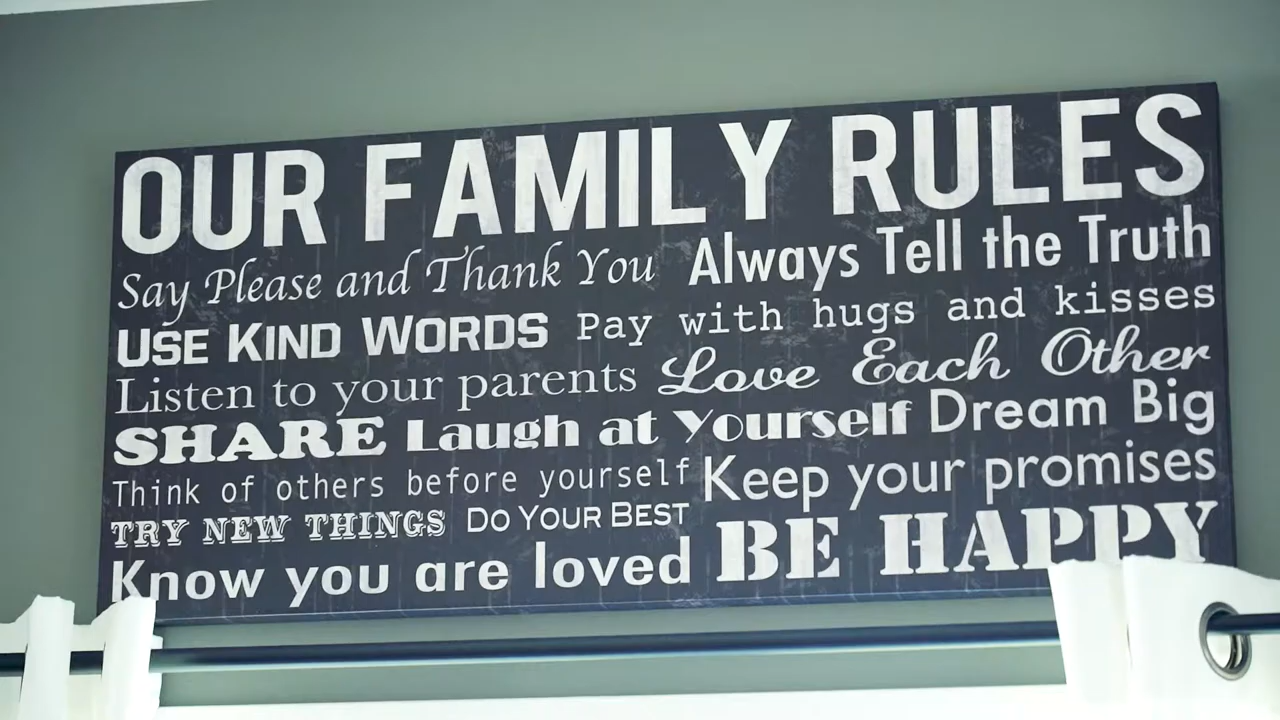 OUR FAMILY RULES
Say Please and Thank You Always Tell the Truth
USE KIND WORDS Pay with hugs and kisses
Listen to your parents Love Each Other
SHARE Laugh at Yourself Dream Big
Think of others before yourself Keep your promises
TRY NEW THINGS DO YOUR BEST
Know you are loved BE HAPPY